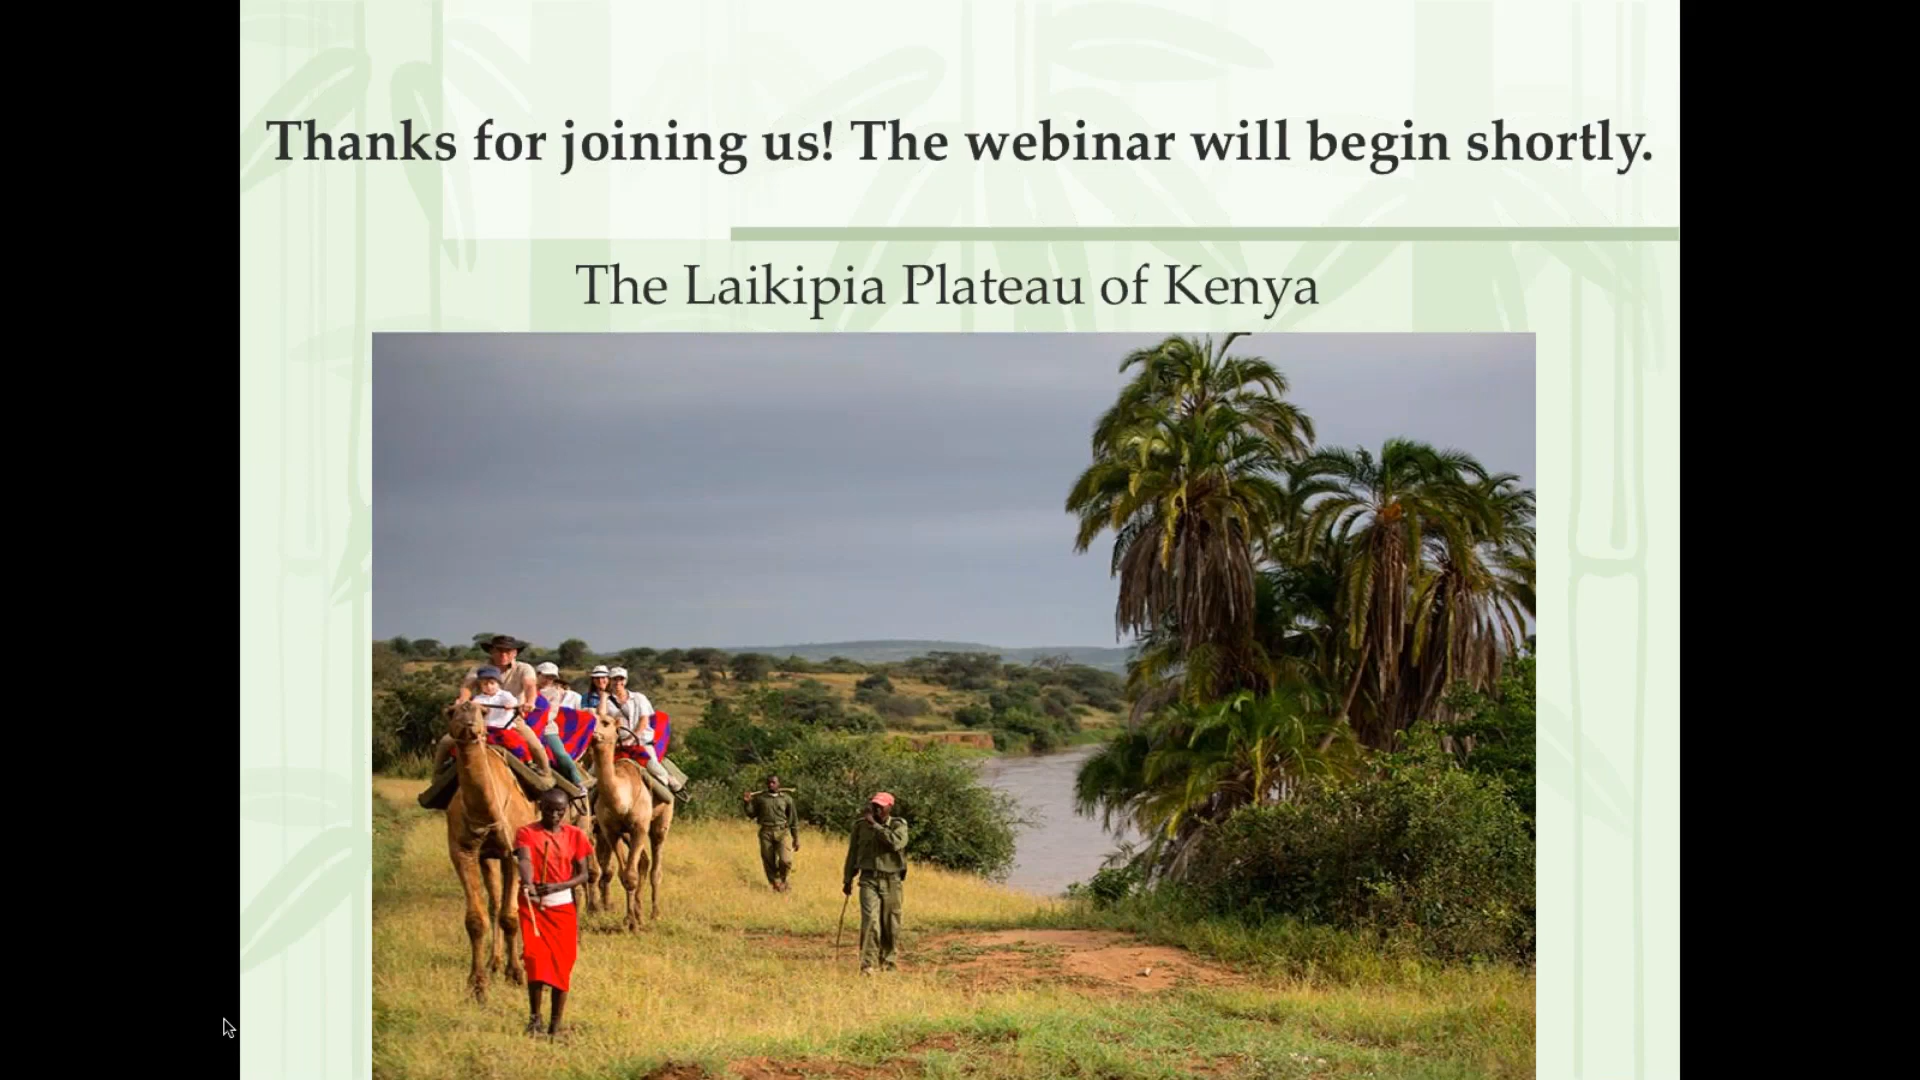 Thanks for joining us! The webinar will begin shortly.
The Laikipia Plateau of Kenya